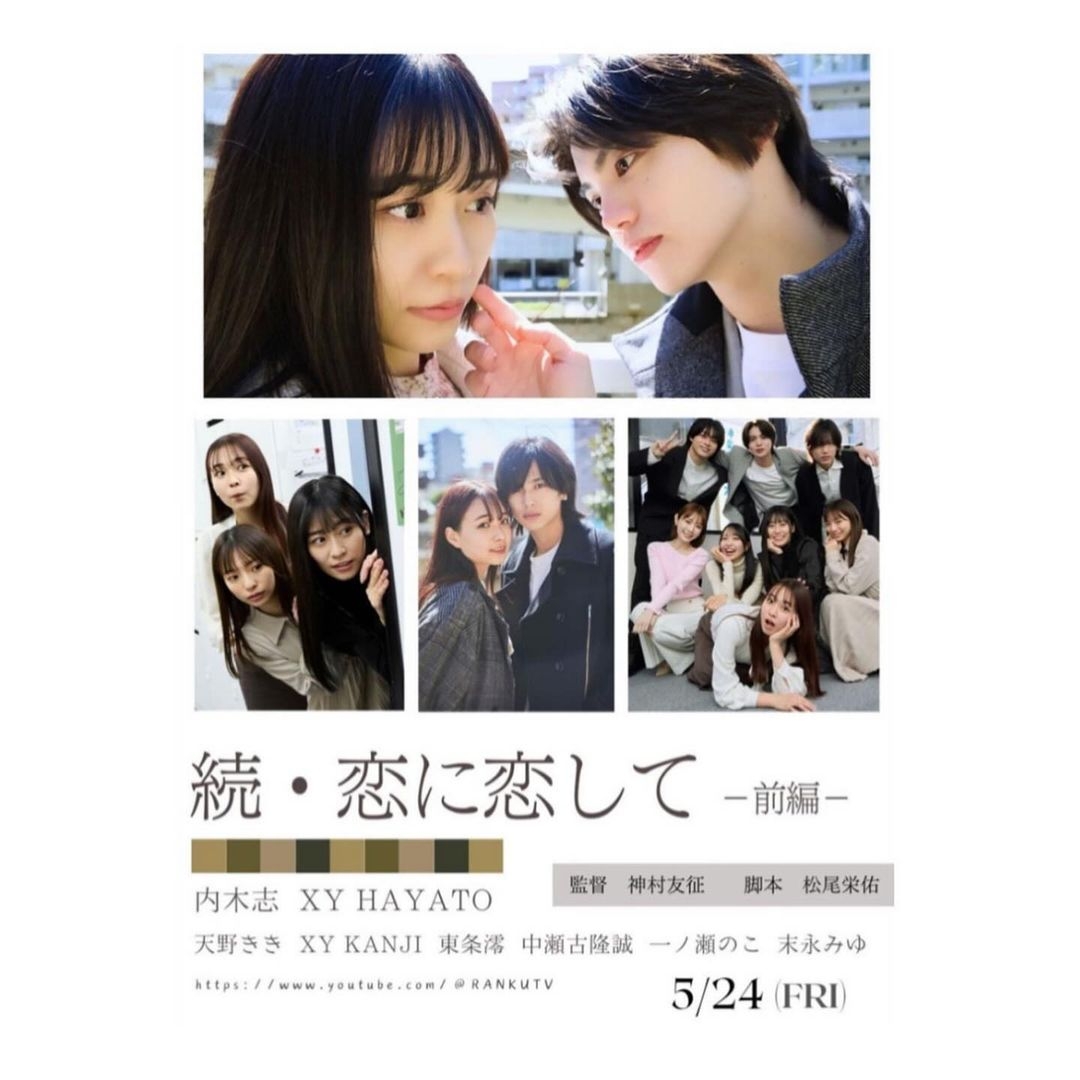 続・恋に恋して －前編－
内木志 XY HAYATO
監督 神村友征 脚本 松尾栄佑
天野きき XY KANJI 東条澪 中瀬古隆誠 一ノ瀬のこ 末永みゆ
https://www.youtube.com/@RANKUTV
5/24 (FRI)